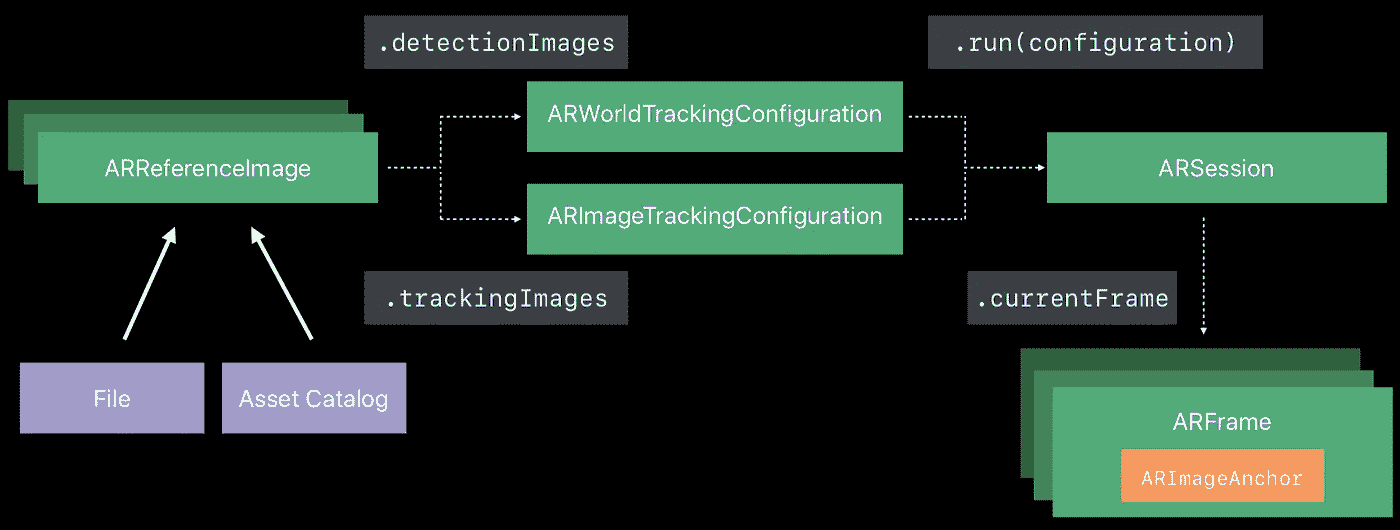 .detectionImages
.run(configuration)
ARWorldTrackingConfiguration
ARReferenceImage
ARSession
ARImageTrackingConfiguration
.trackingImages
.currentFrame
File
Asset Catalog
ARFrame
ARImageAnchor